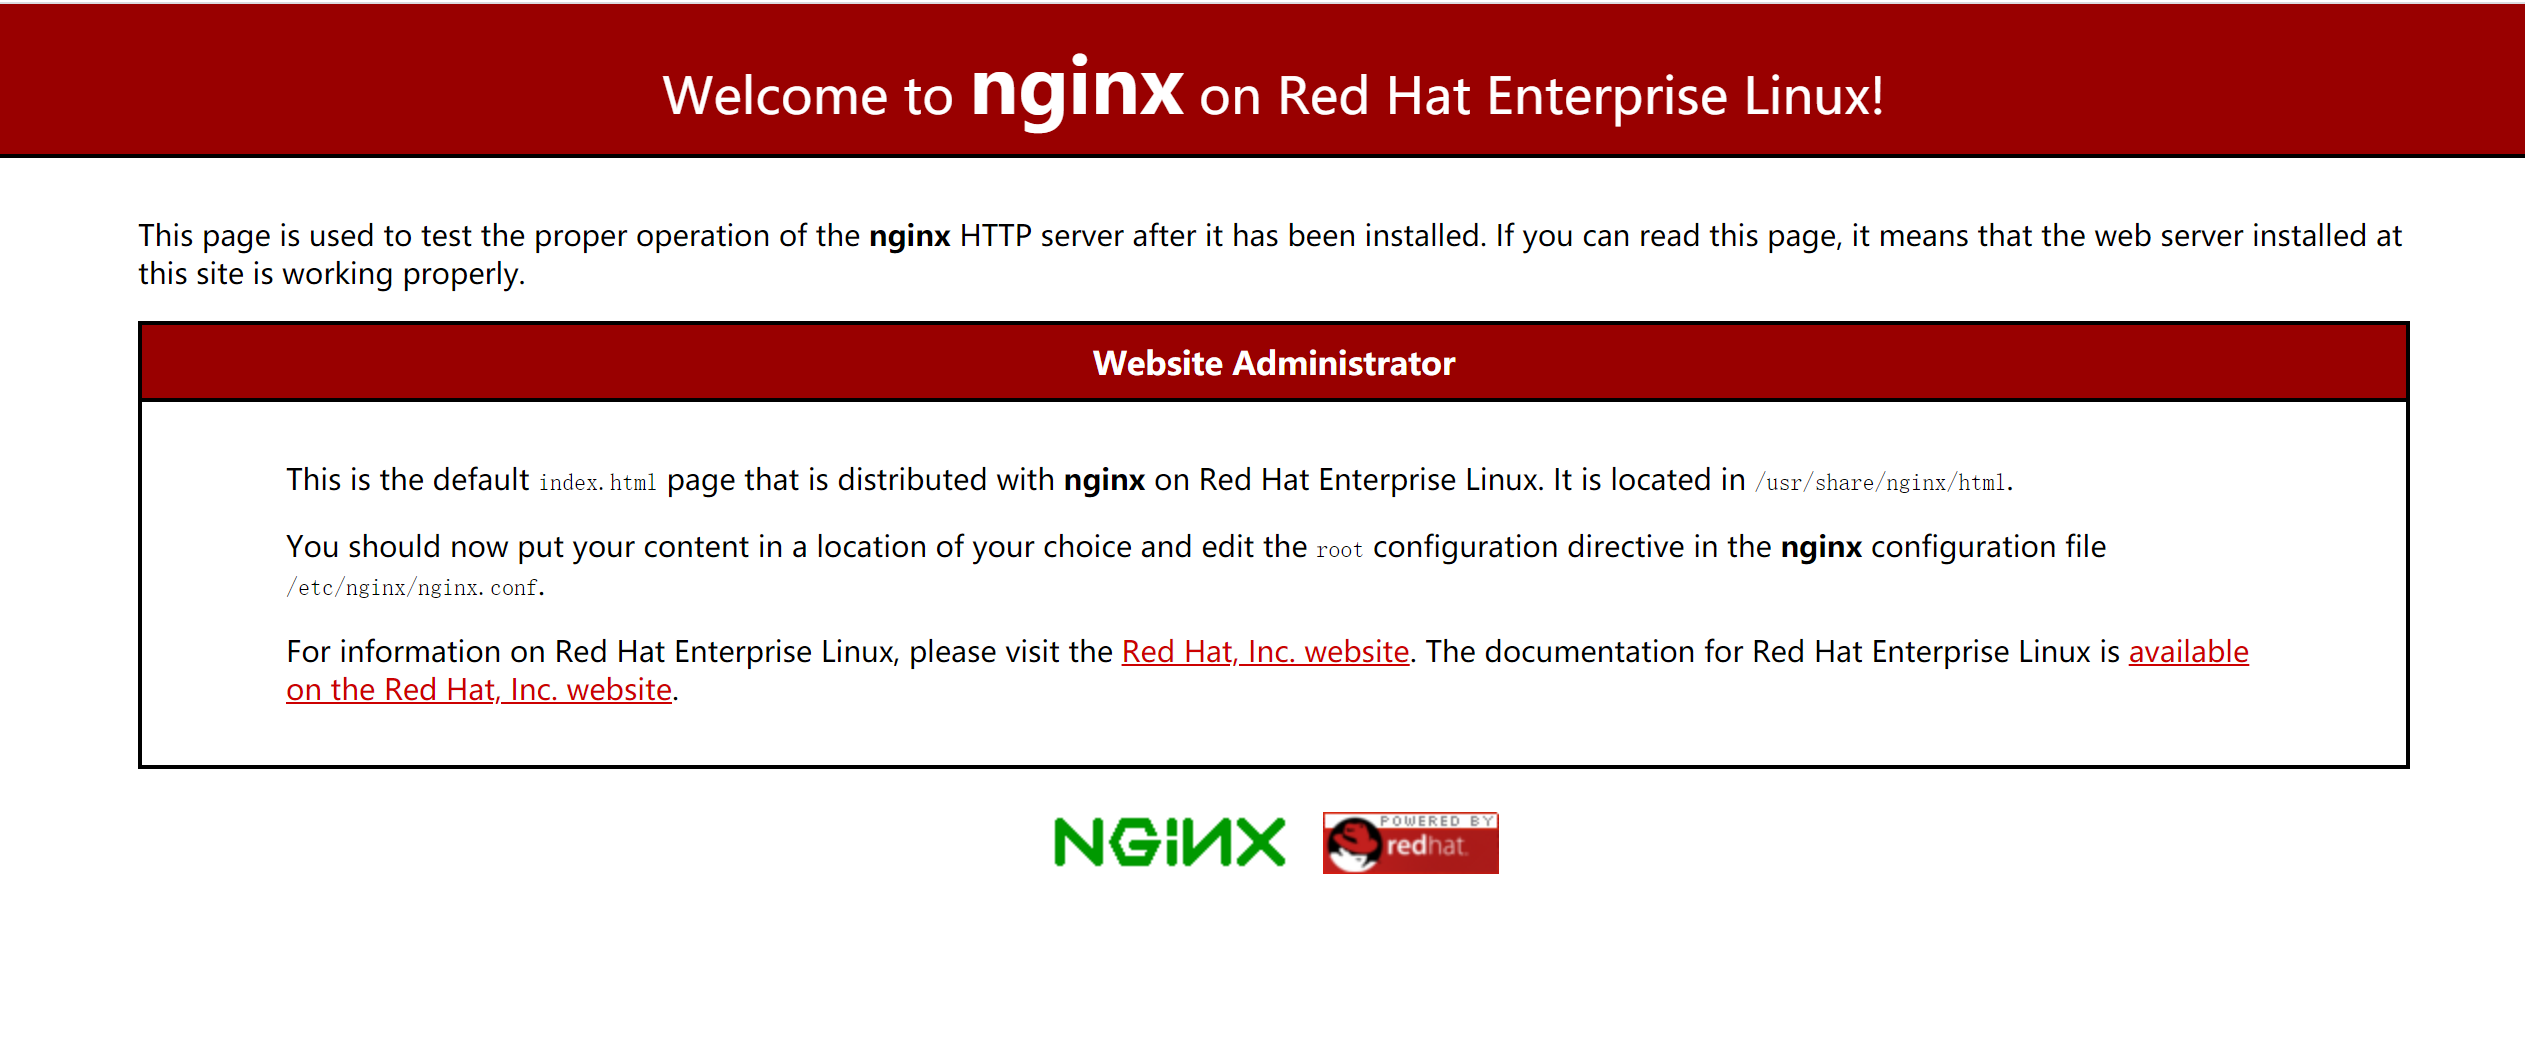 Welcome to nginx on Red Hat Enterprise Linux!
This page is used to test the proper operation of the nginx HTTP server after it has been installed. If you can read this page, it means that the web server installed at
this site is working properly.
Website Administrator
This is the default index.html page that is distributed with nginx on Red Hat Enterprise Linux. It is located in /usr/share/nginx/html.
You should now put your content in a location of your choice and edit the root configuration directive in the nginx configuration file
/etc/nginx/nginx.conf.
For information on Red Hat Enterprise Linux, please visit the Red Hat, Inc. website. The documentation for Red Hat Enterprise Linux is available
on the Red Hat, Inc. website.
NGINX
POWERED BY
redhat.